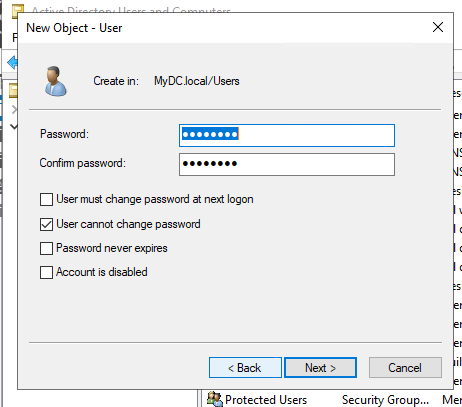 Active Directory Users and Computers
New Object - User
Create in: MyDC.local/Users
Password:
Confirm password:
User must change password at next logon
User cannot change password
Password never expires
Account is disabled
< Back Next > Cancel
Protected Users Security Group... Mer